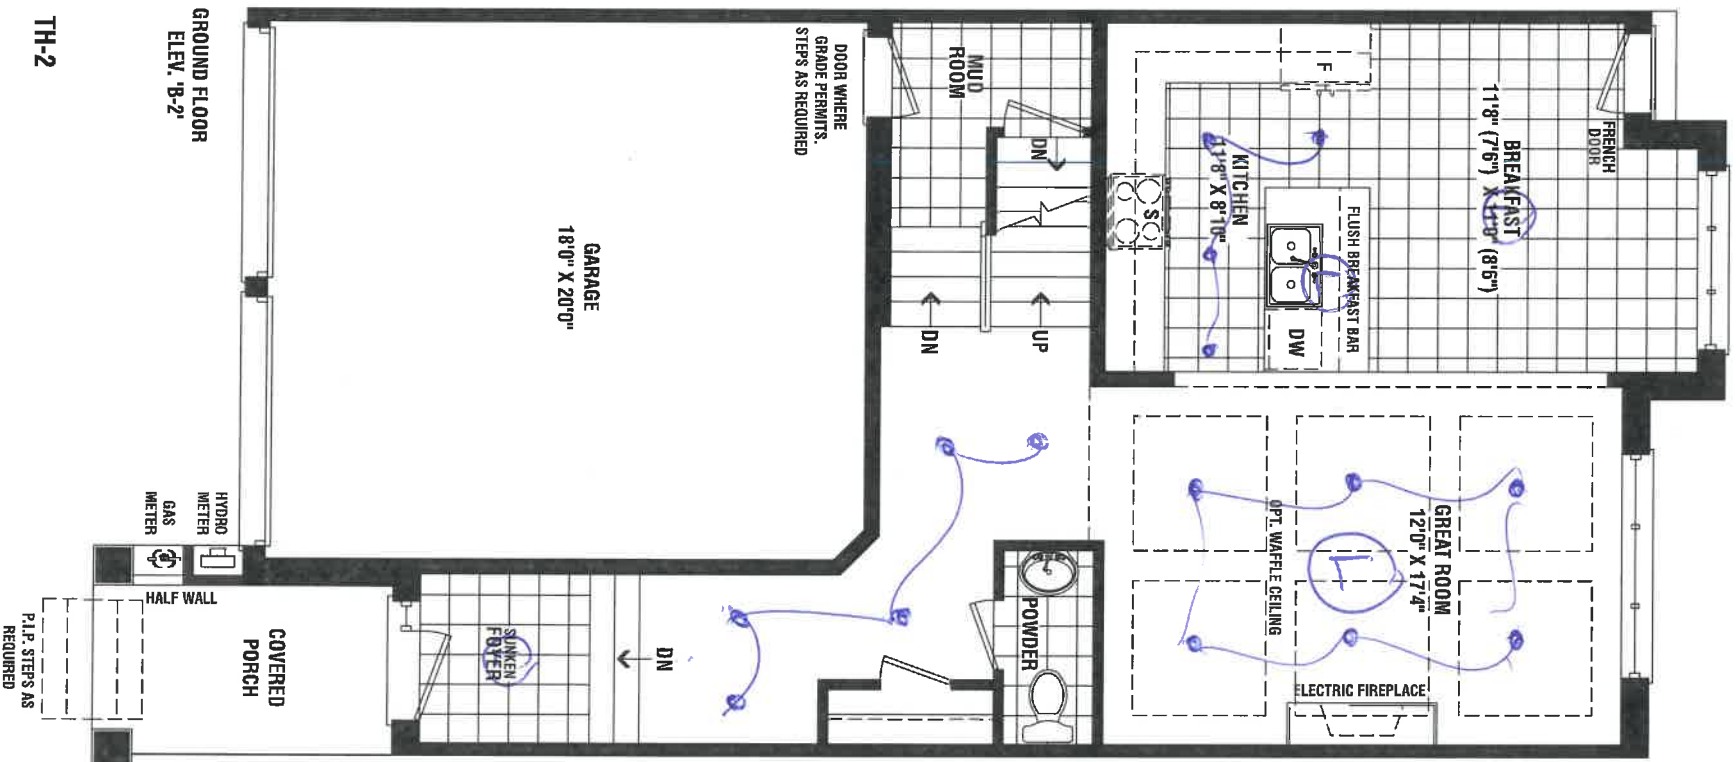 TH-2
GROUND FLOOR
ELEV. 'B-2'
DOOR WHERE
GRADE PERMITS.
STEPS AS REQUIRED
MUD
ROOM
GARAGE
18'0" X 20'0"
DN
DN
UP
F
KITCHEN
11'8" X 8'10"
S
FLUSH BREAKFAST BAR
DW
BREAKFAST
11'8" (7'6") X 11'0" (8'6")
FRENCH
DOOR
GREAT ROOM
12'0" X 17'4"
OPT. WAFFLE CEILING
L
ELECTRIC FIREPLACE
POWDER
DN
SUNKEN
FOYER
HYDRO
METER
GAS
METER
HALF WALL
COVERED
PORCH
P.I.P. STEPS AS
REQUIRED